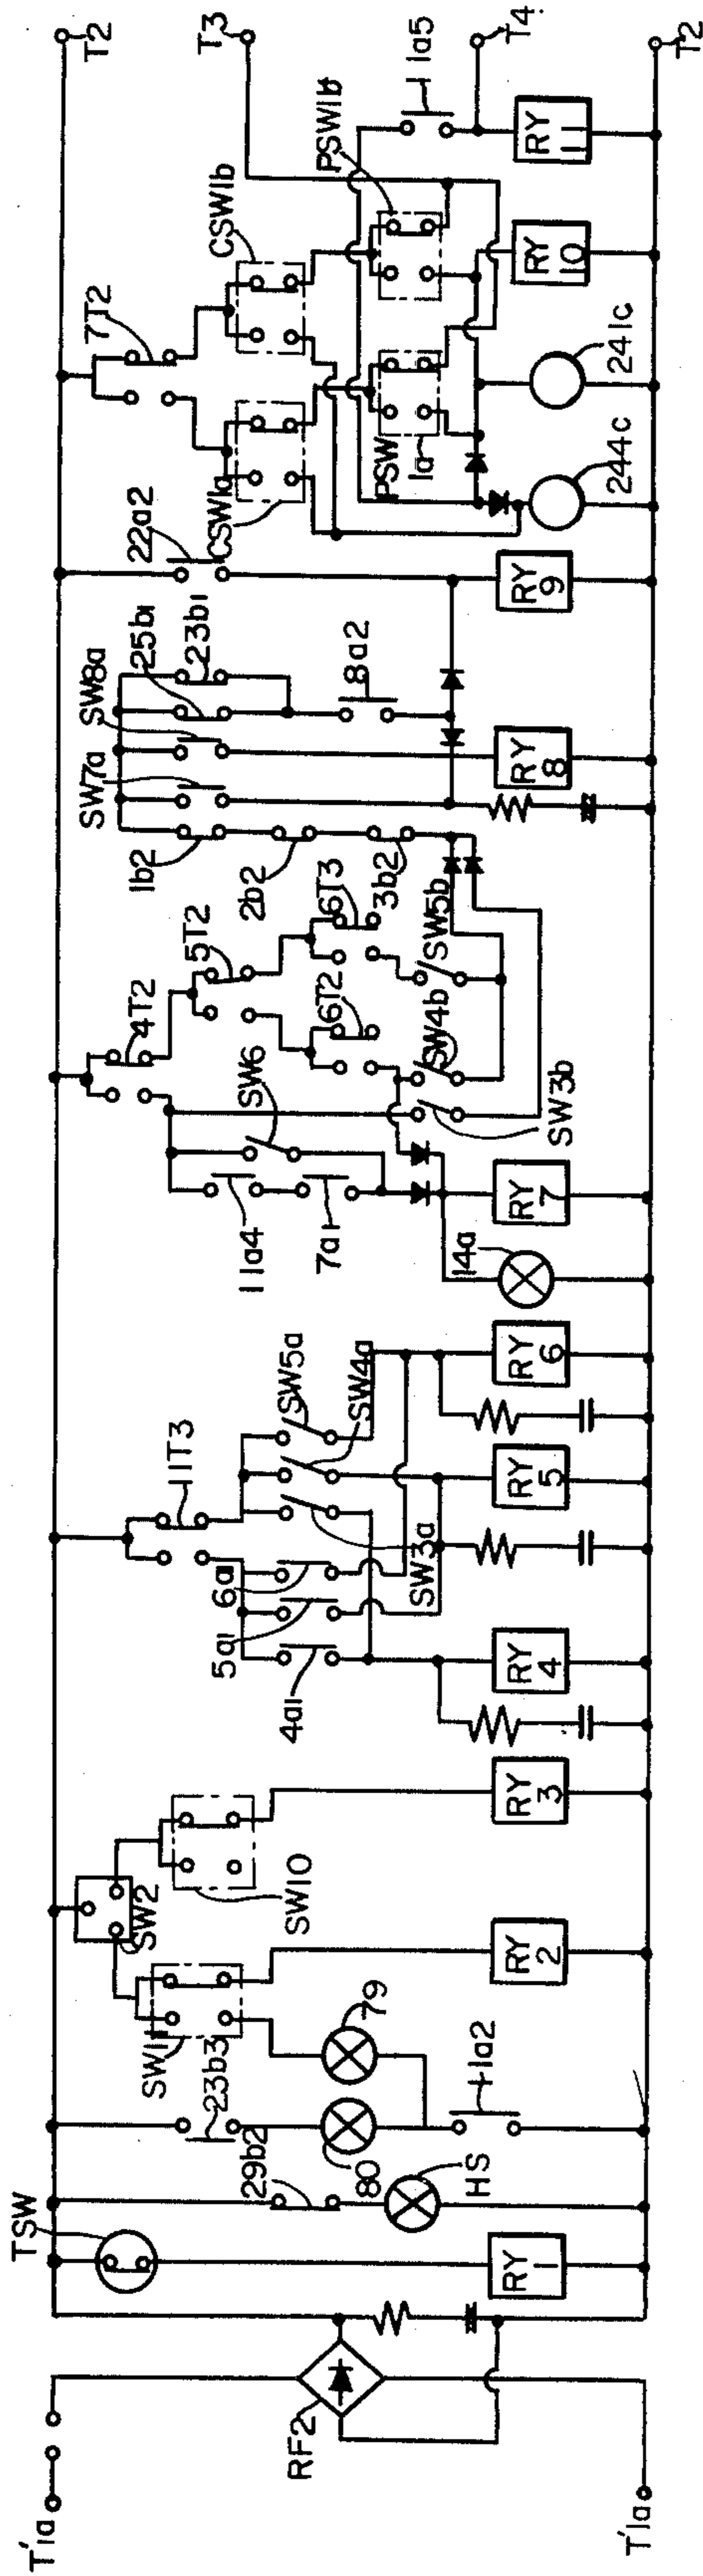 T'1a
T'1a
RF2
TSW
RY 1
29b2
HS
23b3
80
79
11a2
SW1
SW2
SW10
RY 2
RY 3
4a1
5a1
6a1
11T3
SW3a
SW4a
SW5a
RY 4
RY 5
RY 6
14a
11a4
7a1
SW6
RY 7
4T2
5T2
6T2
6T3
SW3b
SW4b
SW5b
1b2
2b2
3b2
SW7a
SW8a
25b1
23b1
8a2
22a2
RY 8
RY 9
7T2
CSW1a
CSW1b
PSW 1a
PSW1b
244c
241c
RY 10
RY 11
11a5
T2
T3
T4
T2